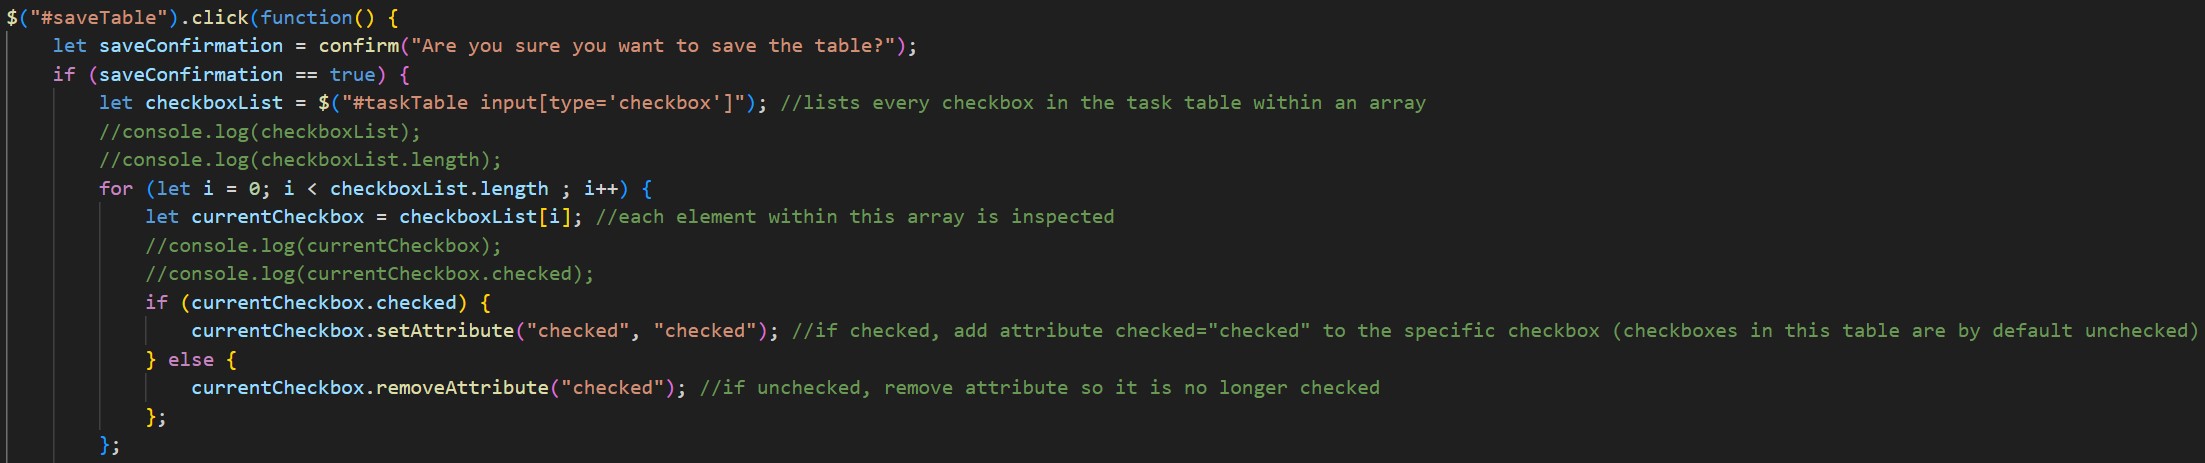 $("#saveTable").click(function() {
    let saveConfirmation = confirm("Are you sure you want to save the table?");
    if (saveConfirmation == true) {
        let checkboxList = $("#taskTable input[type='checkbox']"); //lists every checkbox in the task table within an array
        //console.log(checkboxList);
        //console.log(checkboxList.length);
        for (let i = 0; i < checkboxList.length ; i++) {
            let currentCheckbox = checkboxList[i]; //each element within this array is inspected
            //console.log(currentCheckbox);
            //console.log(currentCheckbox.checked);
            if (currentCheckbox.checked) {
                currentCheckbox.setAttribute("checked", "checked"); //if checked, add attribute checked="checked" to the specific checkbox (checkboxes in this table are by default unchecked)
            } else {
                currentCheckbox.removeAttribute("checked"); //if unchecked, remove attribute so it is no longer checked
            };
        };